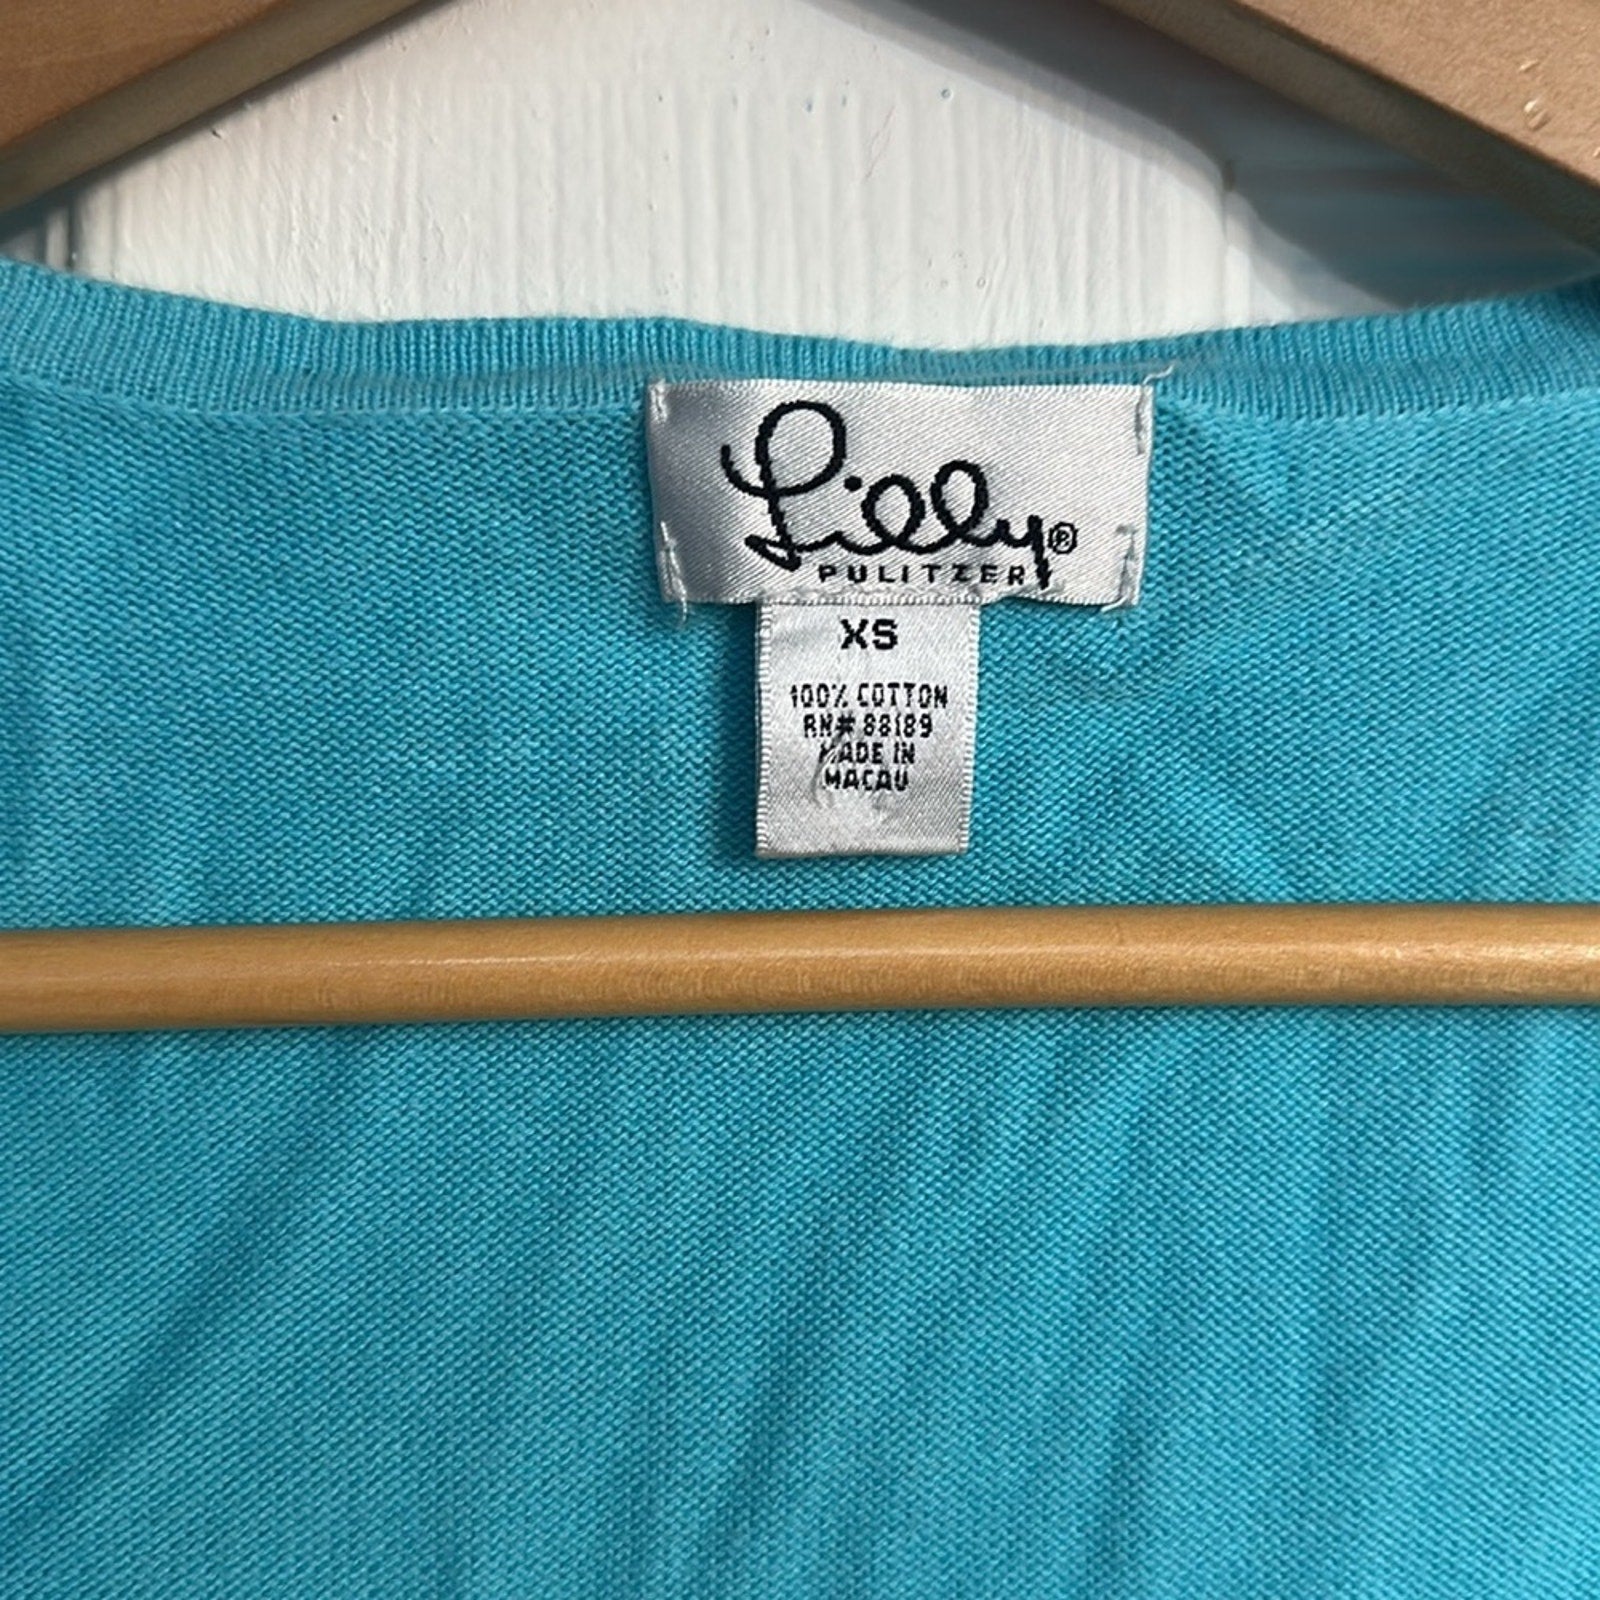 Lilly®
PULITZER
XS
100% COTTON
RN# 88189
MADE IN
MACAU